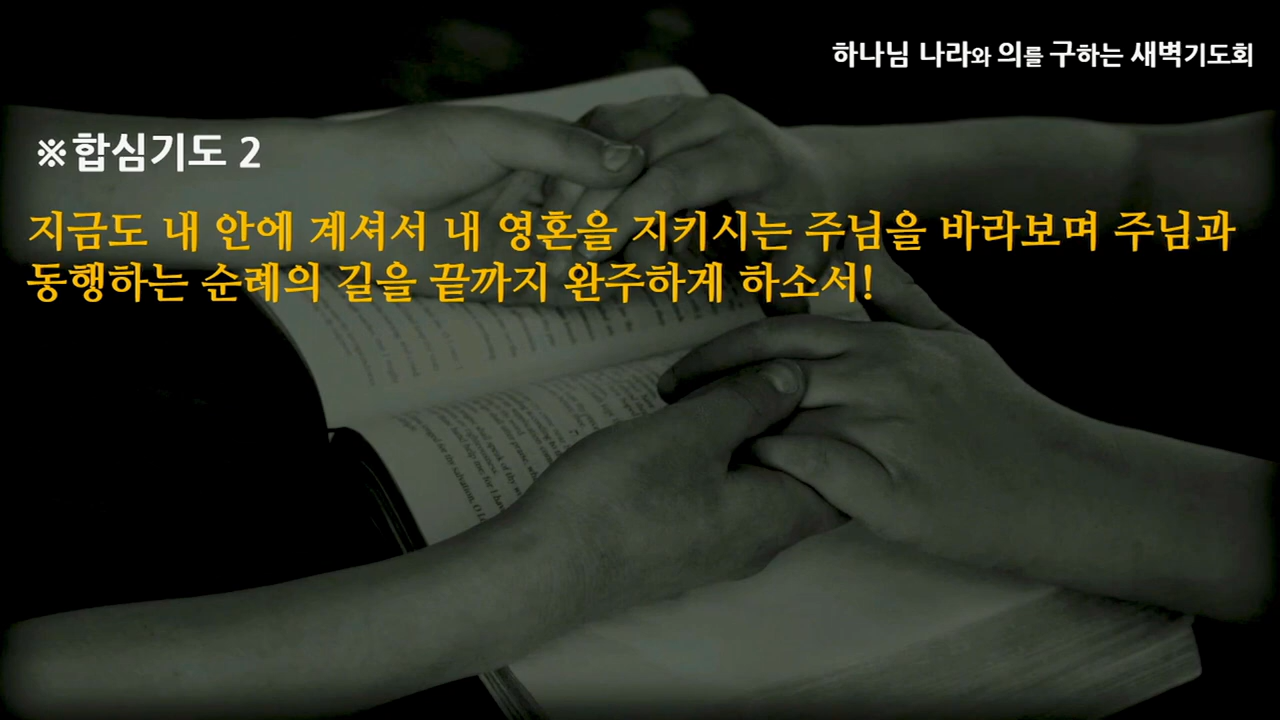 하나님 나라와 의를 구하는 새벽기도회
※합심기도 2
지금도 내 안에 계셔서 내 영혼을 지키시는 주님을 바라보며 주님과
동행하는 순례의 길을 끝까지 완주하게 하소서!